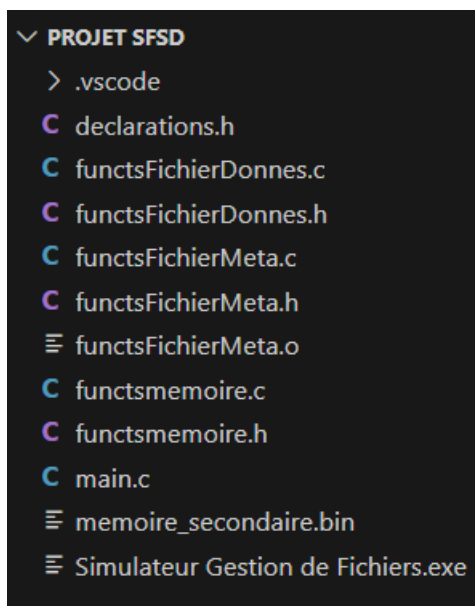 PROJET SFSD
.vscode
C declarations.h
C functsFichierDonnes.c
C functsFichierDonnes.h
C functsFichierMeta.c
C functsFichierMeta.h
functsFichierMeta.o
C functsmemoire.c
C functsmemoire.h
C main.c
memoire_secondaire.bin
Simulateur Gestion de Fichiers.exe